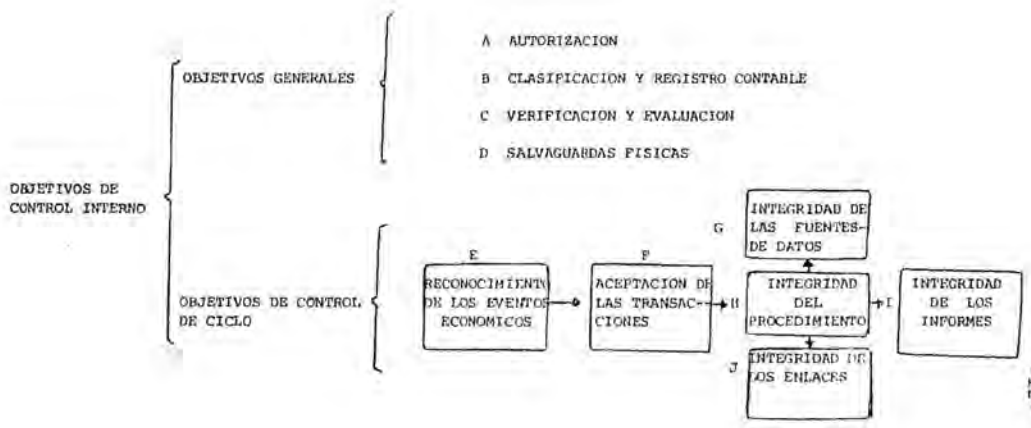 A AUTORIZACION
OBJETIVOS GENERALES
B CLASIFICACION Y REGISTRO CONTABLE
C VERIFICACION Y EVALUACION
D SALVAGUARDAS FISICAS
OBJETIVOS DE
CONTROL INTERNO
OBJETIVOS DE CONTROL
DE CICLO
E
RECONOCIMIENTO
DE LOS EVENTOS
ECONOMICOS
F
ACEPTACION DE
LAS TRANSAC-
CIONES
G
INTEGRIDAD DE
LAS FUENTES-
DE DATOS
H
INTEGRIDAD
DEL
PROCEDIMIENTO
I
INTEGRIDAD
DE LOS
INFORMES
J
INTEGRIDAD DE
LOS ENLACES